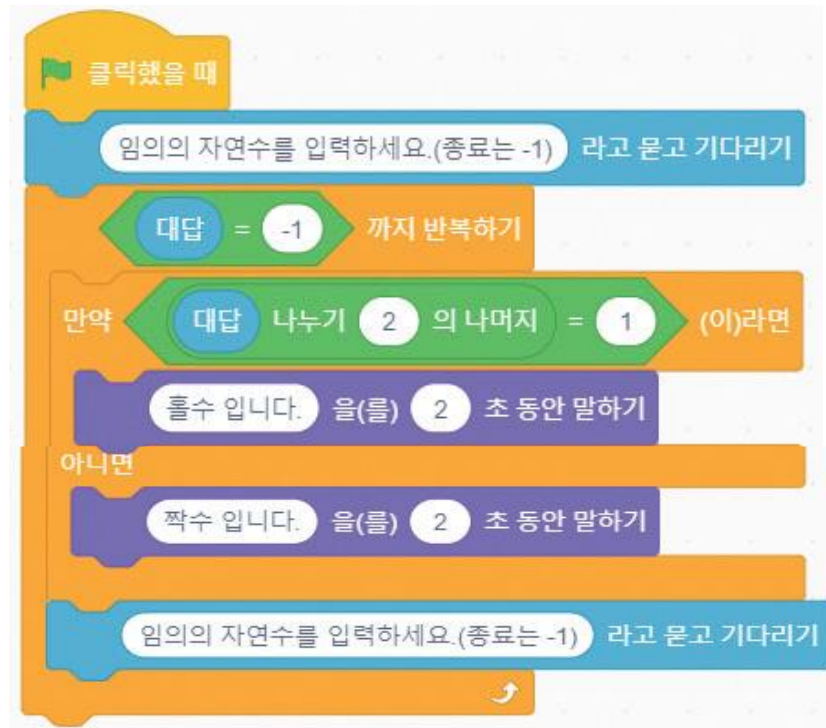 클릭했을 때
임의의 자연수를 입력하세요.(종료는 -1) 라고 묻고 기다리기
대답 = -1 까지 반복하기
만약 대답 나누기 2 의 나머지 = 1 (이)라면
홀수 입니다. 을(를) 2 초 동안 말하기
아니면
짝수 입니다. 을(를) 2 초 동안 말하기
임의의 자연수를 입력하세요.(종료는 -1) 라고 묻고 기다리기